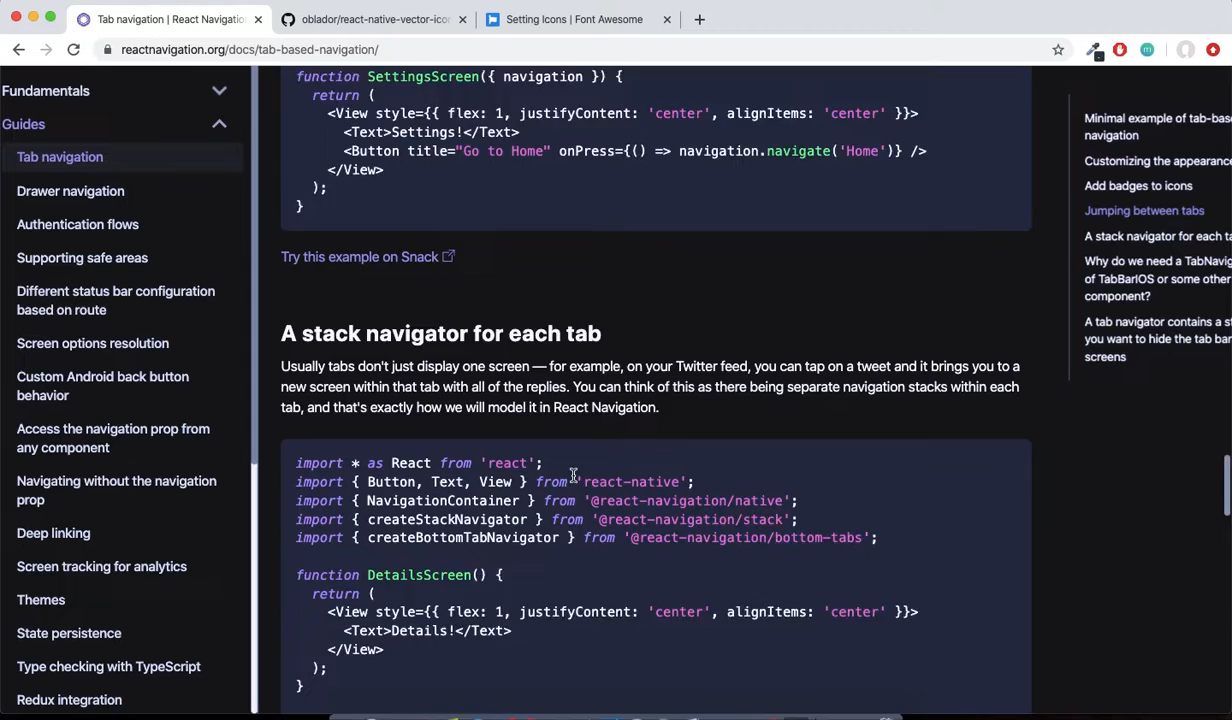 Tab navigation | React Navigatio
oblador/react-native-vector-ico
Setting Icons | Font Awesome
reactnavigation.org/docs/tab-based-navigation/
Fundamentals
Guides
Tab navigation
Drawer navigation
Authentication flows
Supporting safe areas
Different status bar configuration
based on route
Screen options resolution
Custom Android back button
behavior
Access the navigation prop from
any component
Navigating without the navigation
prop
Deep linking
Screen tracking for analytics
Themes
State persistence
Type checking with TypeScript
Redux integration
function SettingsScreen({ navigation }) {
return (
<View style={{ flex: 1, justifyContent: 'center', alignItems: 'center' }}>
<Text>Settings!</Text>
<Button title="Go to Home" onPress={() => navigation.navigate('Home')} />
</View>
);
}
Try this example on Snack
A stack navigator for each tab
Usually tabs don't just display one screen — for example, on your Twitter feed, you can tap on a tweet and it brings you to a
new screen within that tab with all of the replies. You can think of this as there being separate navigation stacks within each
tab, and that's exactly how we will model it in React Navigation.
import * as React from 'react';
import { Button, Text, View } from 'react-native';
import { NavigationContainer } from '@react-navigation/native';
import { createStackNavigator } from '@react-navigation/stack';
import { createBottomTabNavigator } from '@react-navigation/bottom-tabs';
function DetailsScreen() {
return (
<View style={{ flex: 1, justifyContent: 'center', alignItems: 'center' }}>
<Text>Details!</Text>
</View>
);
}
Minimal example of tab-base
navigation
Customizing the appearance
Add badges to icons
Jumping between tabs
A stack navigator for each ta
Why do we need a TabNavig
of TabBarIOS or some other
component?
A tab navigator contains a st
you want to hide the tab bar
screens